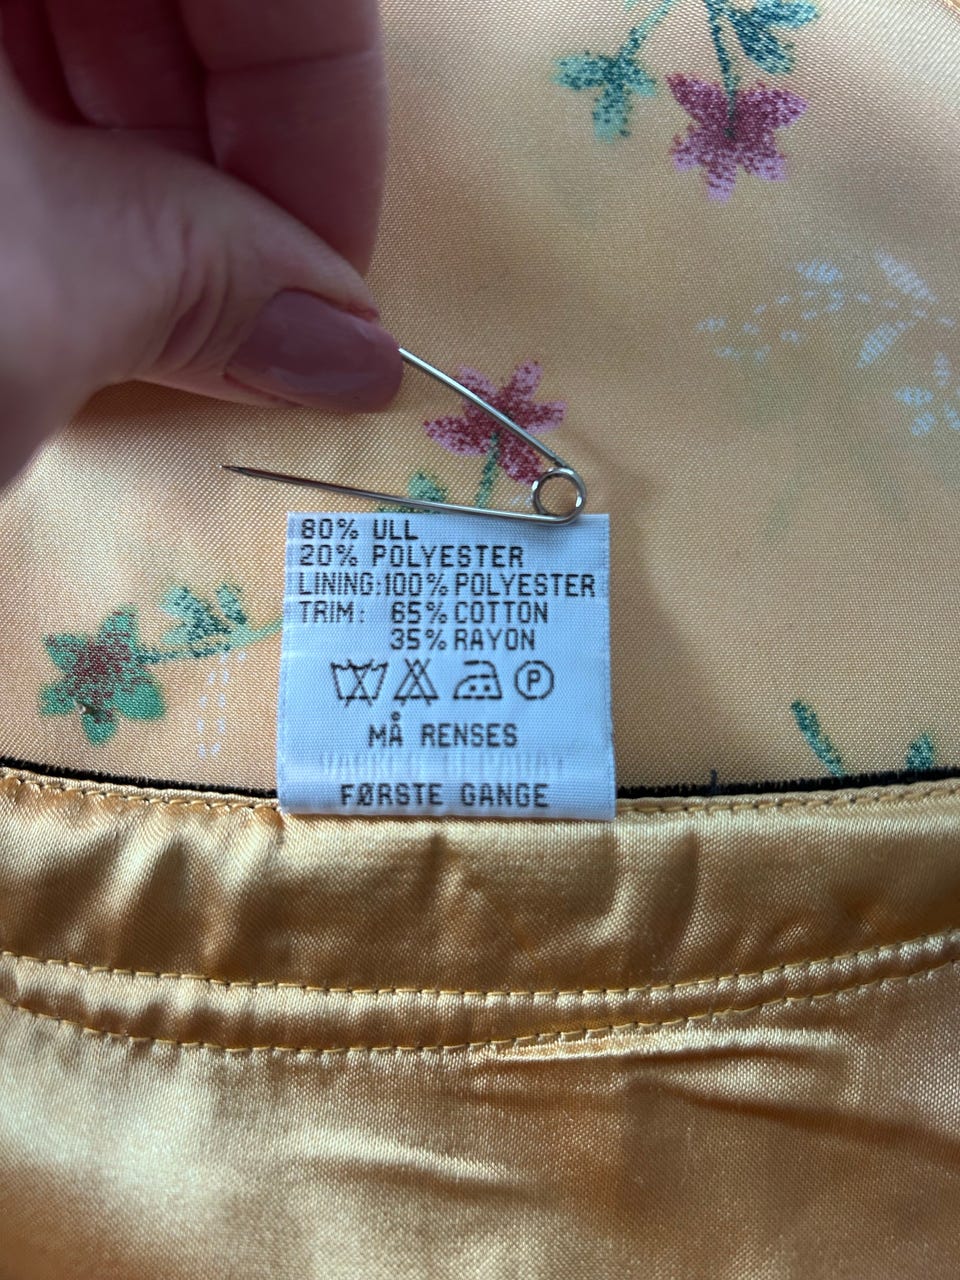 80% ULL
20% POLYESTER
LINING:100% POLYESTER
TRIM: 65% COTTON
35% RAYON
P
MÅ RENSES
FØRSTE GANGE